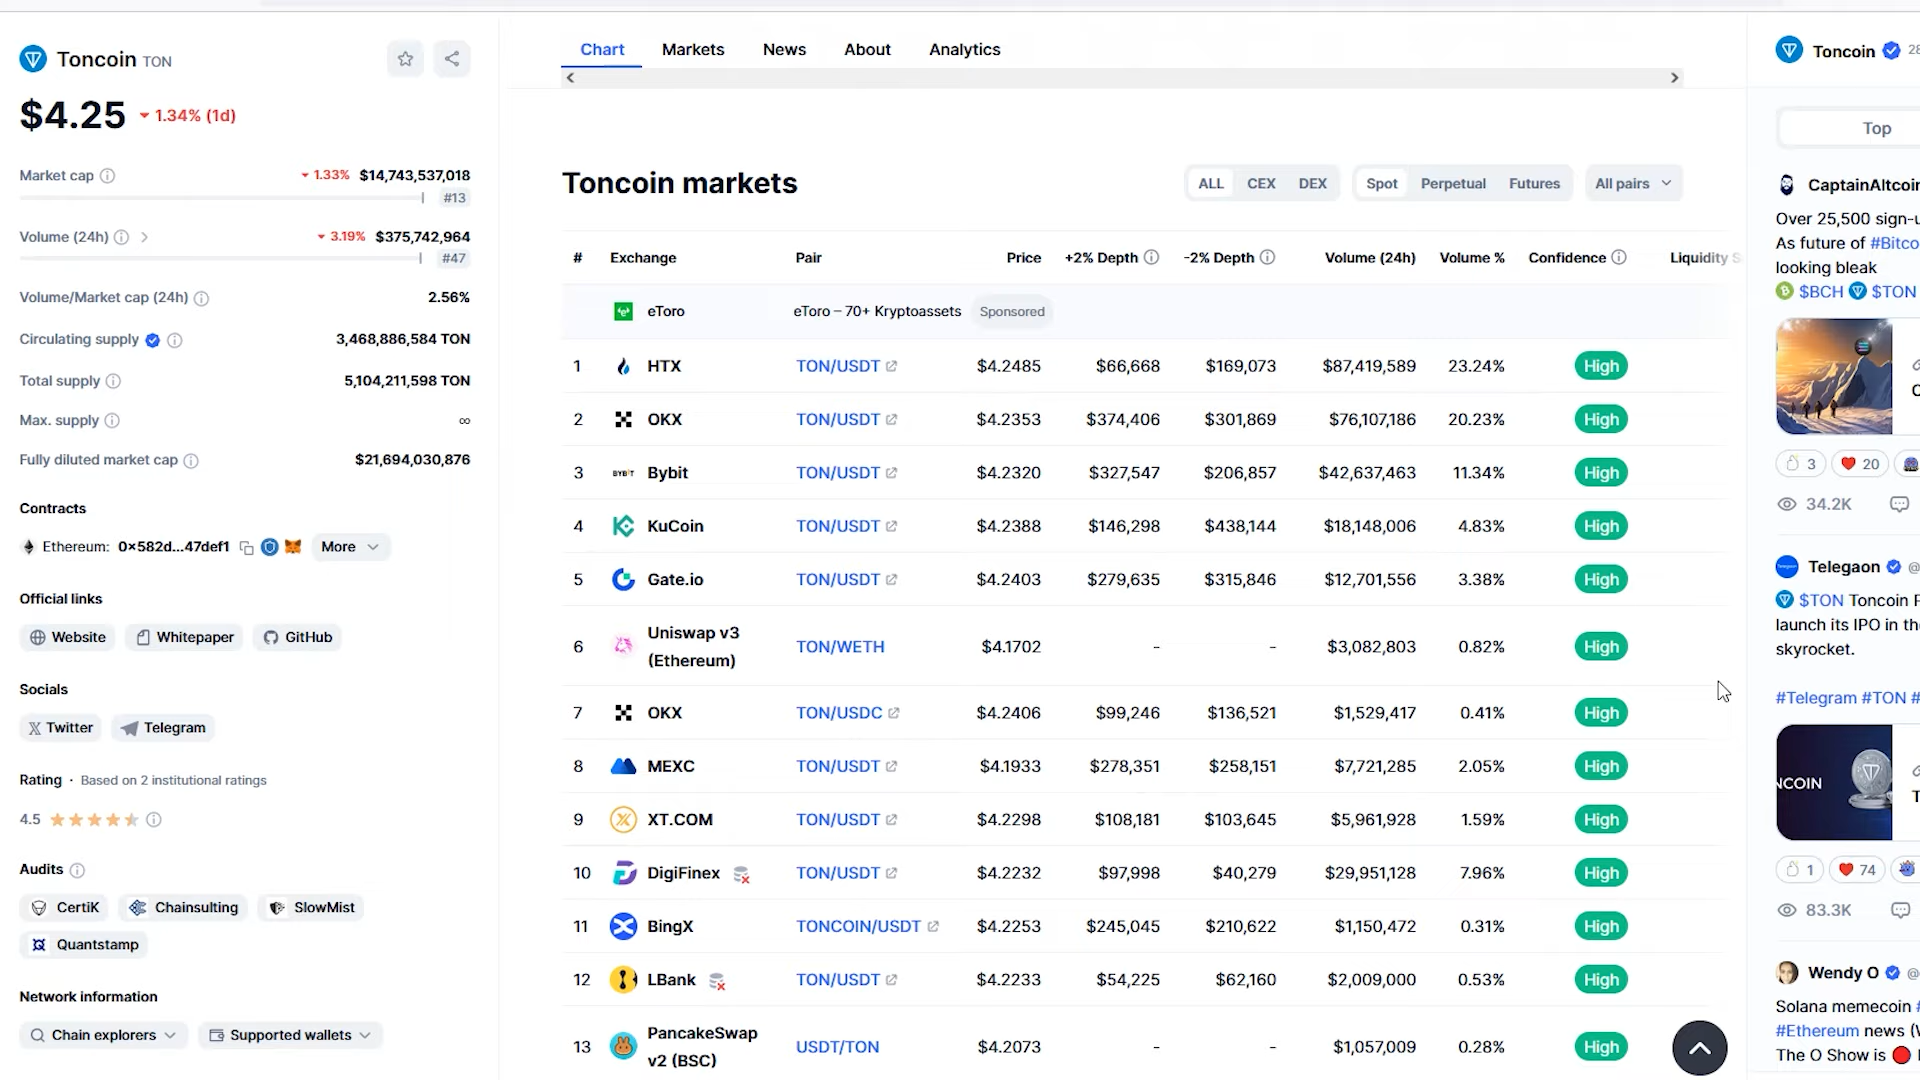 Toncoin TON
$4.25 1.34% (1d)
Market cap 1.33% $14,743,537,018
#13
Volume (24h) 3.19% $375,742,964
#47
Volume/Market cap (24h) 2.56%
Circulating supply 3,468,886,584 TON
Total supply 5,104,211,598 TON
Max. supply ∞
Fully diluted market cap $21,694,030,876
Contracts
Ethereum: 0x582d...47def1 More
Official links
Website Whitepaper GitHub
Socials
Twitter Telegram
Rating · Based on 2 institutional ratings
4.5
Audits
CertiK Chainsulting SlowMist
Quantstamp
Network information
Chain explorers Supported wallets
Chart Markets News About Analytics
Toncoin markets
ALL CEX DEX Spot Perpetual Futures All pairs
# Exchange Pair Price +2% Depth -2% Depth Volume (24h) Volume % Confidence Liquidity
eToro eToro – 70+ Kryptoassets Sponsored
1 HTX TON/USDT $4.2485 $66,668 $169,073 $87,419,589 23.24% High
2 OKX TON/USDT $4.2353 $374,406 $301,869 $76,107,186 20.23% High
3 BYBIT Bybit TON/USDT $4.2320 $327,547 $206,857 $42,637,463 11.34% High
4 KuCoin TON/USDT $4.2388 $146,298 $438,144 $18,148,006 4.83% High
5 Gate.io TON/USDT $4.2403 $279,635 $315,846 $12,701,556 3.38% High
6 Uniswap v3 (Ethereum) TON/WETH $4.1702 - - $3,082,803 0.82% High
7 OKX TON/USDC $4.2406 $99,246 $136,521 $1,529,417 0.41% High
8 MEXC TON/USDT $4.1933 $278,351 $258,151 $7,721,285 2.05% High
9 XT.COM TON/USDT $4.2298 $108,181 $103,645 $5,961,928 1.59% High
10 DigiFinex TON/USDT $4.2232 $97,998 $40,279 $29,951,128 7.96% High
11 BingX TONCOIN/USDT $4.2253 $245,045 $210,622 $1,150,472 0.31% High
12 LBank TON/USDT $4.2233 $54,225 $62,160 $2,009,000 0.53% High
13 PancakeSwap v2 (BSC) USDT/TON $4.2073 - - $1,057,009 0.28% High
Toncoin 28
Top
CaptainAltcoin
Over 25,500 sign-u
As future of #Bitco
looking bleak
$BCH $TON
3 20
34.2K
Telegaon @
$TON Toncoin
launch its IPO in th
skyrocket.
#Telegram #TON #
NCOIN
1 74
83.3K
Wendy O @
Solana memecoin #
#Ethereum news (
The O Show is